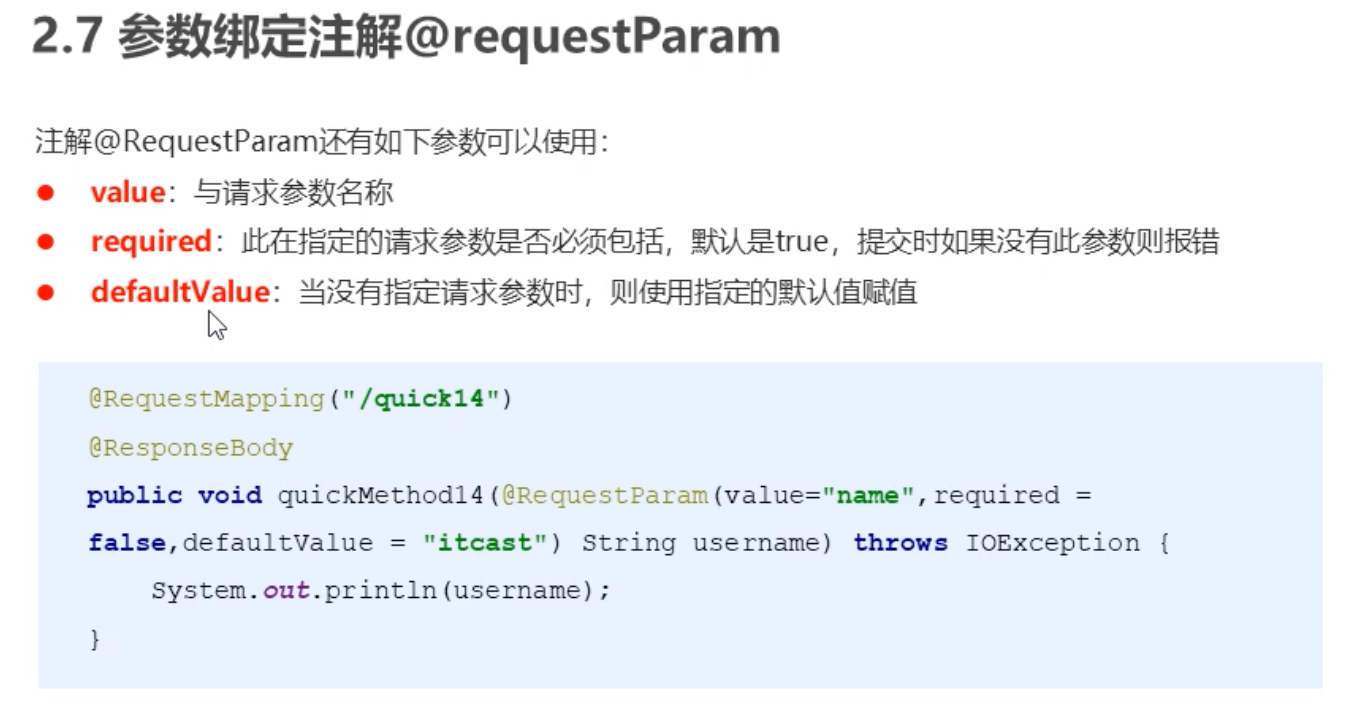 2.7 参数绑定注解@requestParam
注解@RequestParam还有如下参数可以使用：
● value：与请求参数名称
● required：此在指定的请求参数是否必须包括，默认是true，提交时如果没有此参数则报错
● defaultValue：当没有指定请求参数时，则使用指定的默认值赋值
@RequestMapping("/quick14")
@ResponseBody
public void quickMethod14(@RequestParam(value="name",required =
false,defaultValue = "itcast") String username) throws IOException {
    System.out.println(username);
}